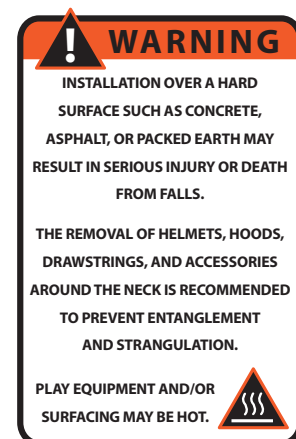 ! WARNING
INSTALLATION OVER A HARD
SURFACE SUCH AS CONCRETE,
ASPHALT, OR PACKED EARTH MAY
RESULT IN SERIOUS INJURY OR DEATH
FROM FALLS.
THE REMOVAL OF HELMETS, HOODS,
DRAWSTRINGS, AND ACCESSORIES
AROUND THE NECK IS RECOMMENDED
TO PREVENT ENTANGLEMENT
AND STRANGULATION.
PLAY EQUIPMENT AND/OR
SURFACING MAY BE HOT.